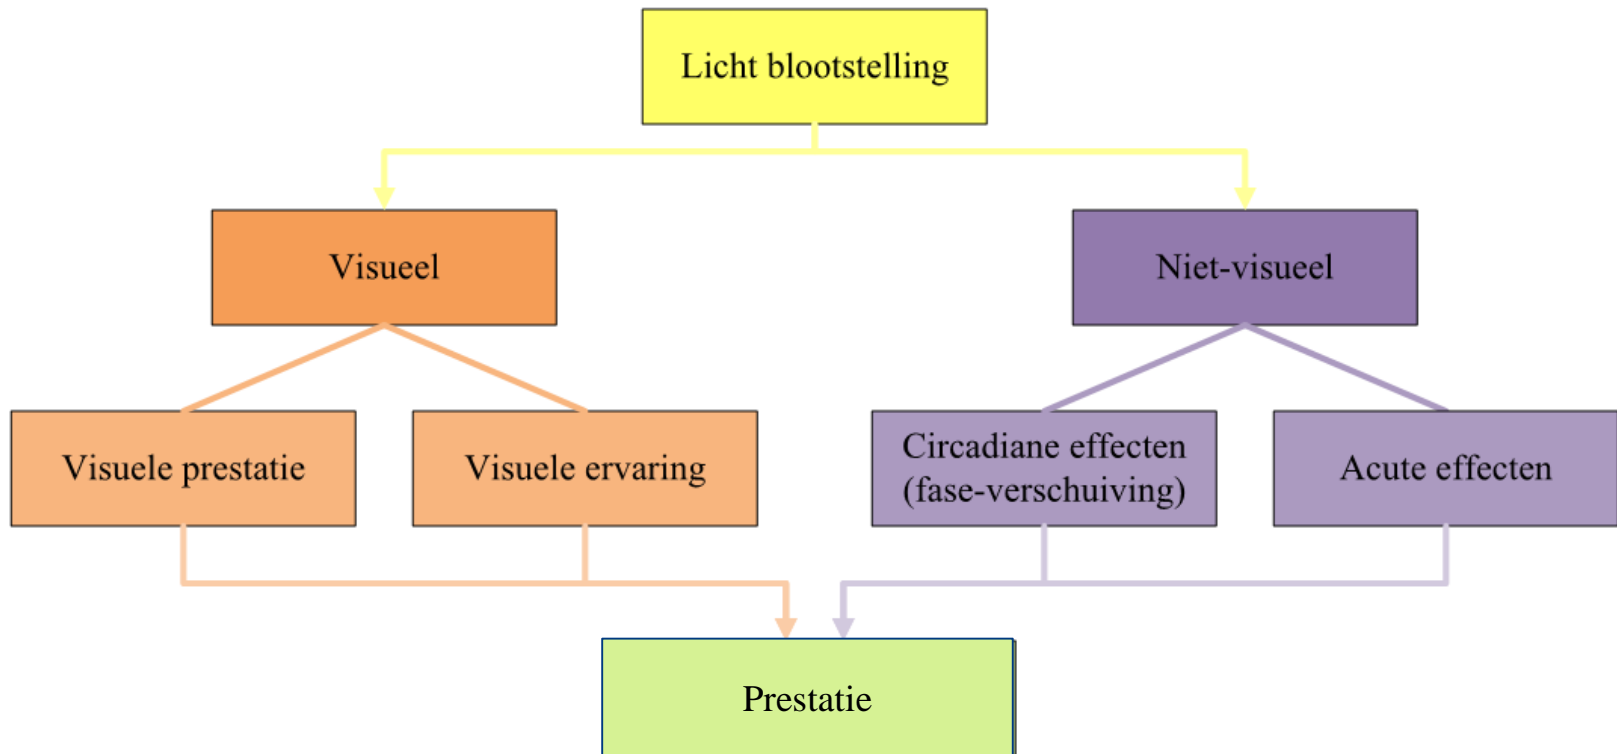 Licht blootstelling
Visueel
Niet-visueel
Visuele prestatie
Visuele ervaring
Circadiane effecten
(fase-verschuiving)
Acute effecten
Prestatie